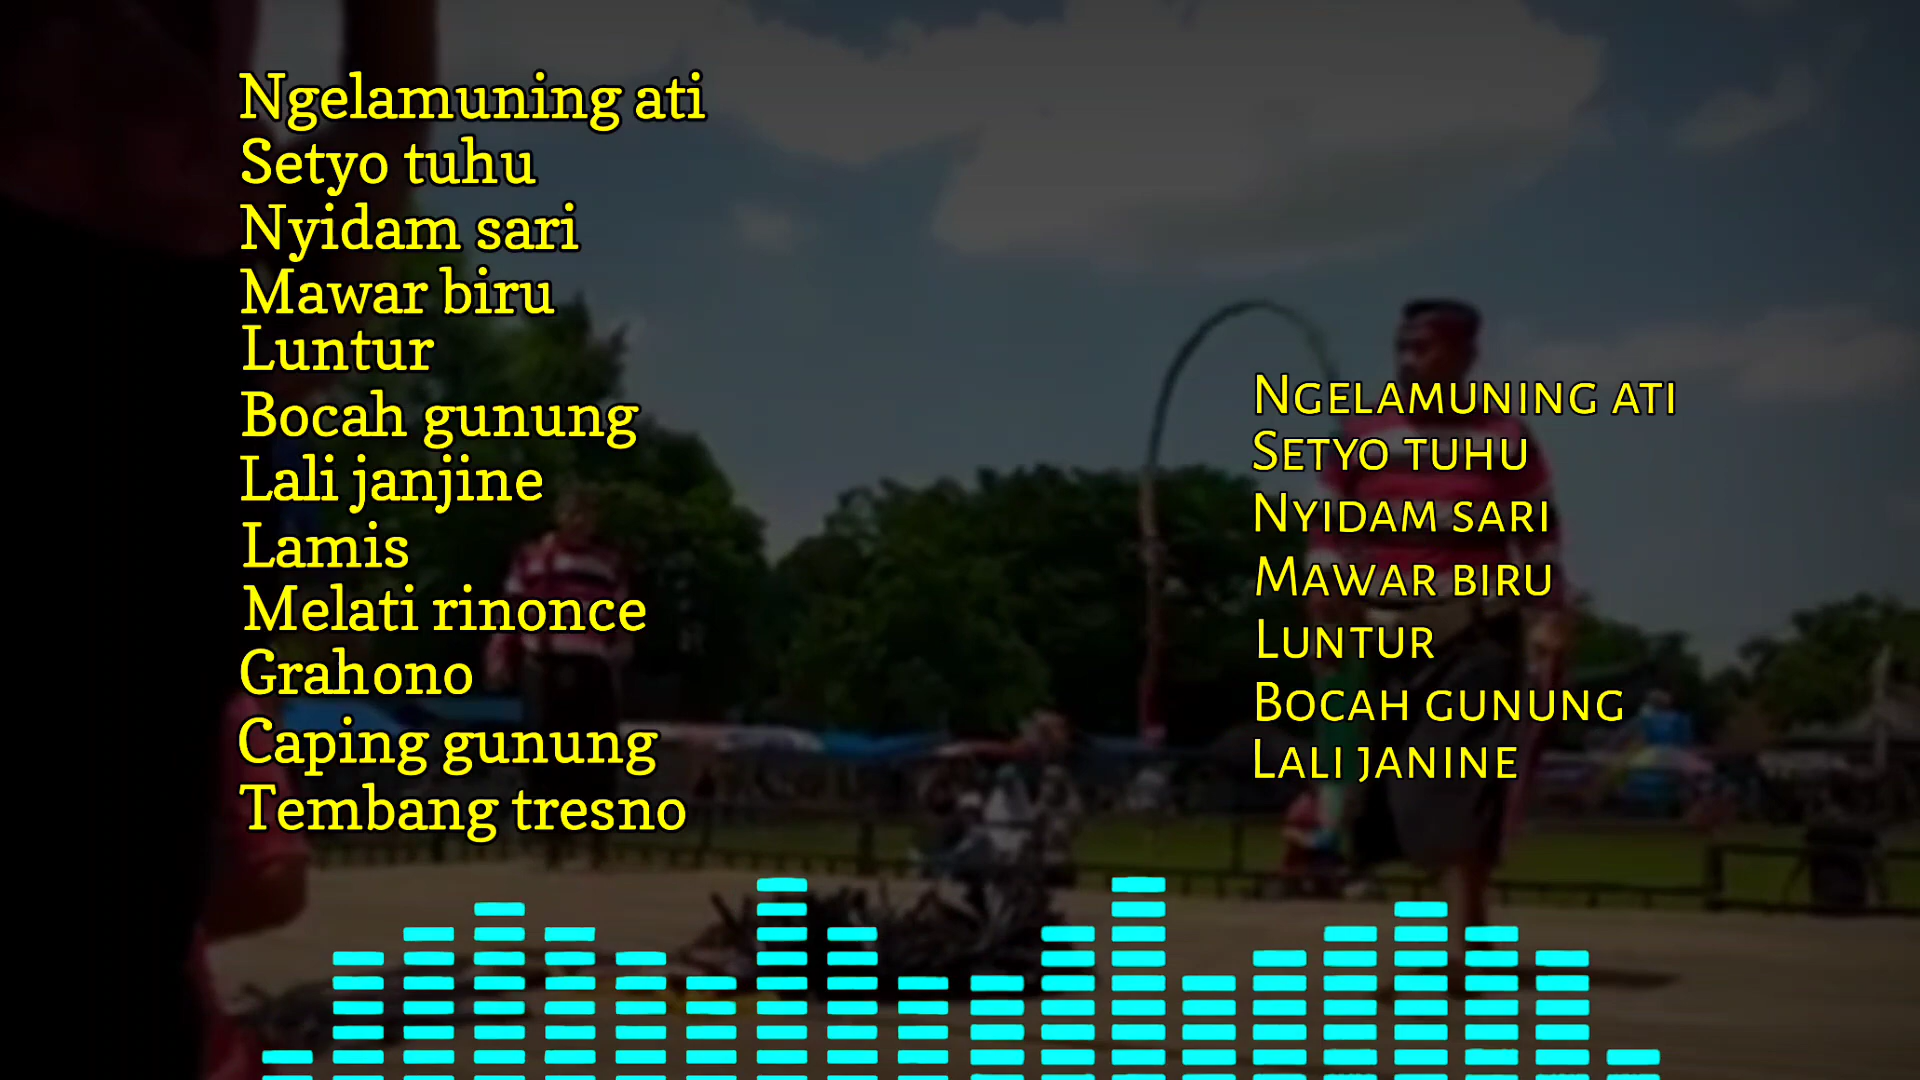 Ngelamuning ati
Setyo tuhu
Nyidam sari
Mawar biru
Luntur
Bocah gunung
Lali janjine
Lamis
Melati rinonce
Grahono
Caping gunung
Tembang tresno
Ngelamuning ati
Setyo tuhu
Nyidam sari
Mawar biru
Luntur
Bocah gunung
Lali janine